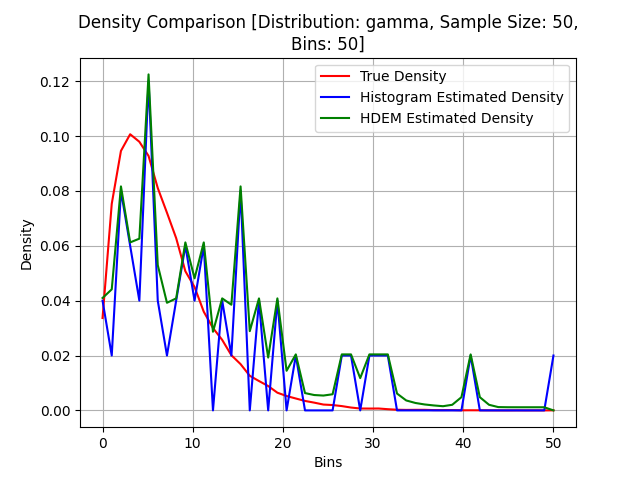 Density Comparison [Distribution: gamma, Sample Size: 50,
Bins: 50]
True Density
Histogram Estimated Density
HDEM Estimated Density
Density
0.12
0.10
0.08
0.06
0.04
0.02
0.00
0 10 20 30 40 50
Bins